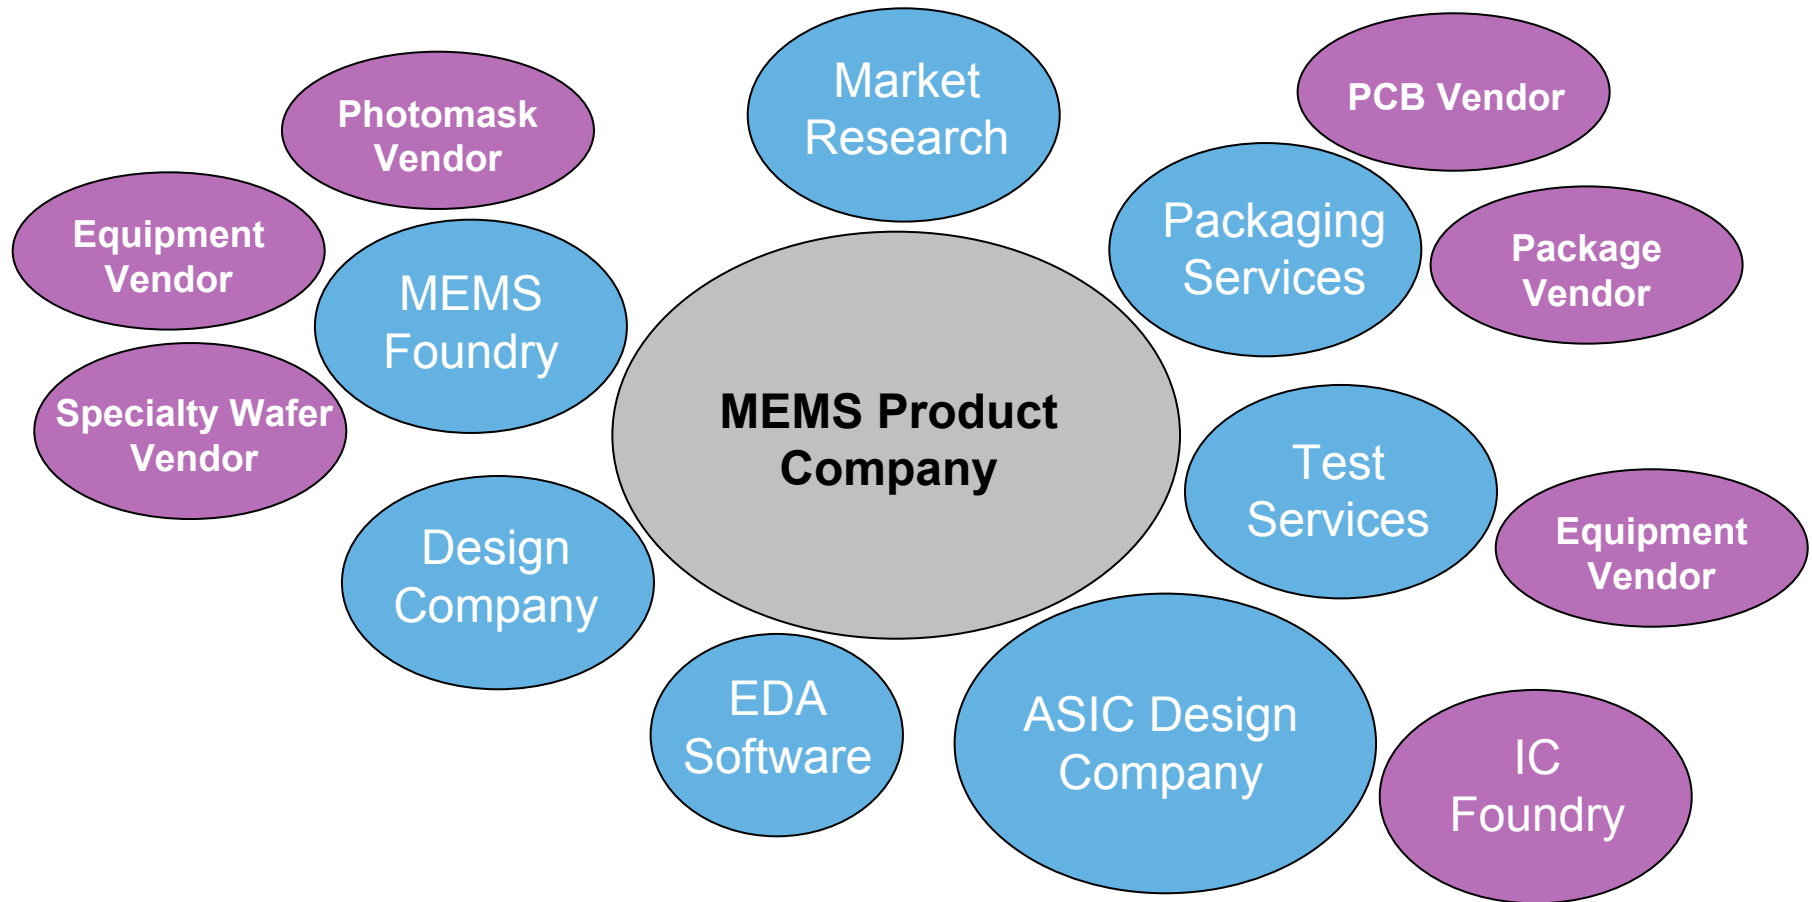 Market
Research
PCB Vendor
Photomask
Vendor
Packaging
Services
Equipment
Vendor
Package
Vendor
MEMS
Foundry
MEMS Product
Company
Specialty Wafer
Vendor
Test
Services
Design
Company
Equipment
Vendor
EDA
Software
ASIC Design
Company
IC
Foundry